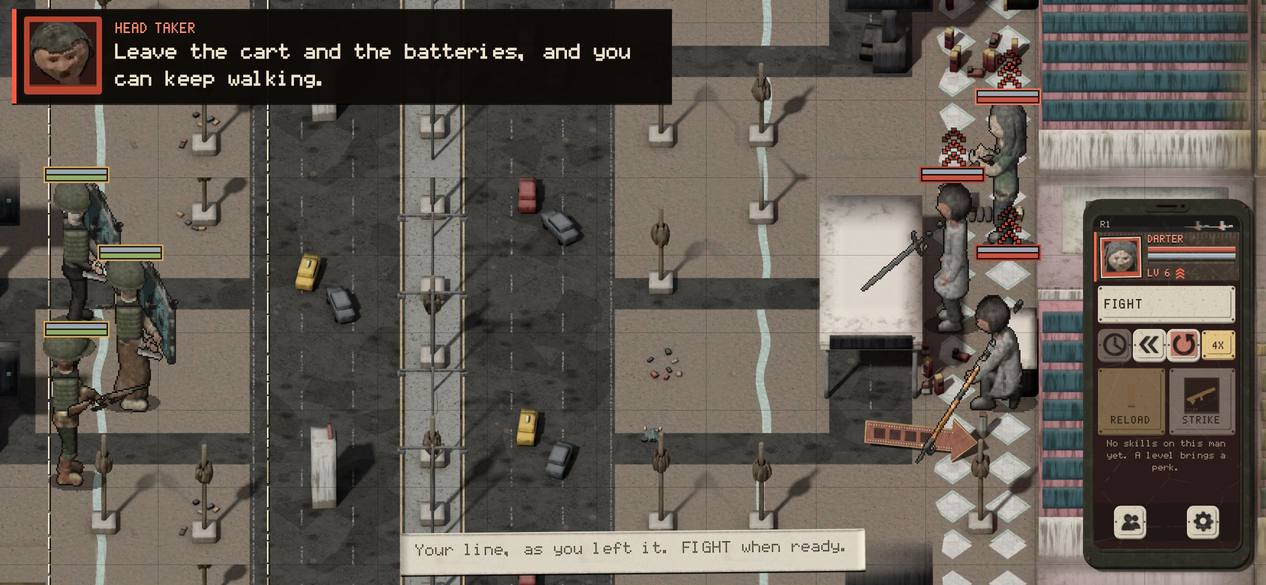 HEAD TAKER
Leave the cart and the batteries, and you
can keep walking.
R1
DARTER
LV 6
FIGHT
4X
RELOAD
STRIKE
No skills on this man
yet. A level brings a
perk.
Your line, as you left it. FIGHT when ready.